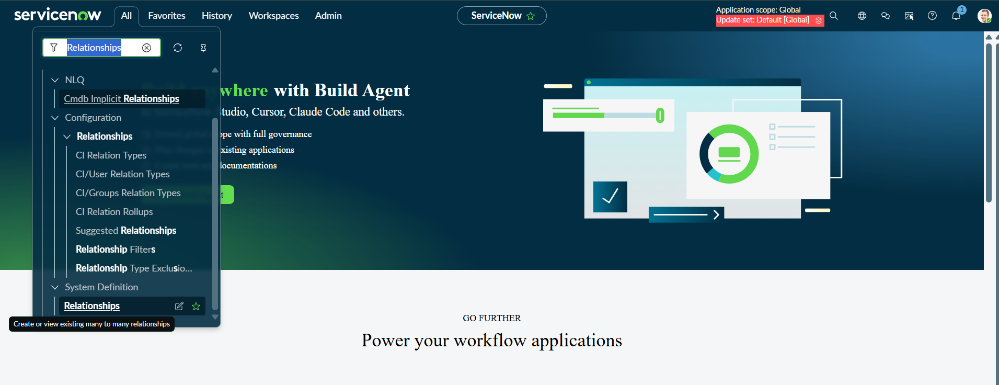 servicenow
All
Favorites
History
Workspaces
Admin
ServiceNow
Application scope: Global
Update set: Default [Global]
1
Relationships
NLQ
Cmdb Implicit Relationships
Configuration
Relationships
CI Relation Types
CI/User Relation Types
CI/Groups Relation Types
CI Relation Rollups
Suggested Relationships
Relationship Filters
Relationship Type Exclusio...
System Definition
Relationships
Create or view existing many to many relationships
where with Build Agent
tudio, Cursor, Claude Code and others.
ope with full governance
xisting applications
locumentations
t
GO FURTHER
Power your workflow applications